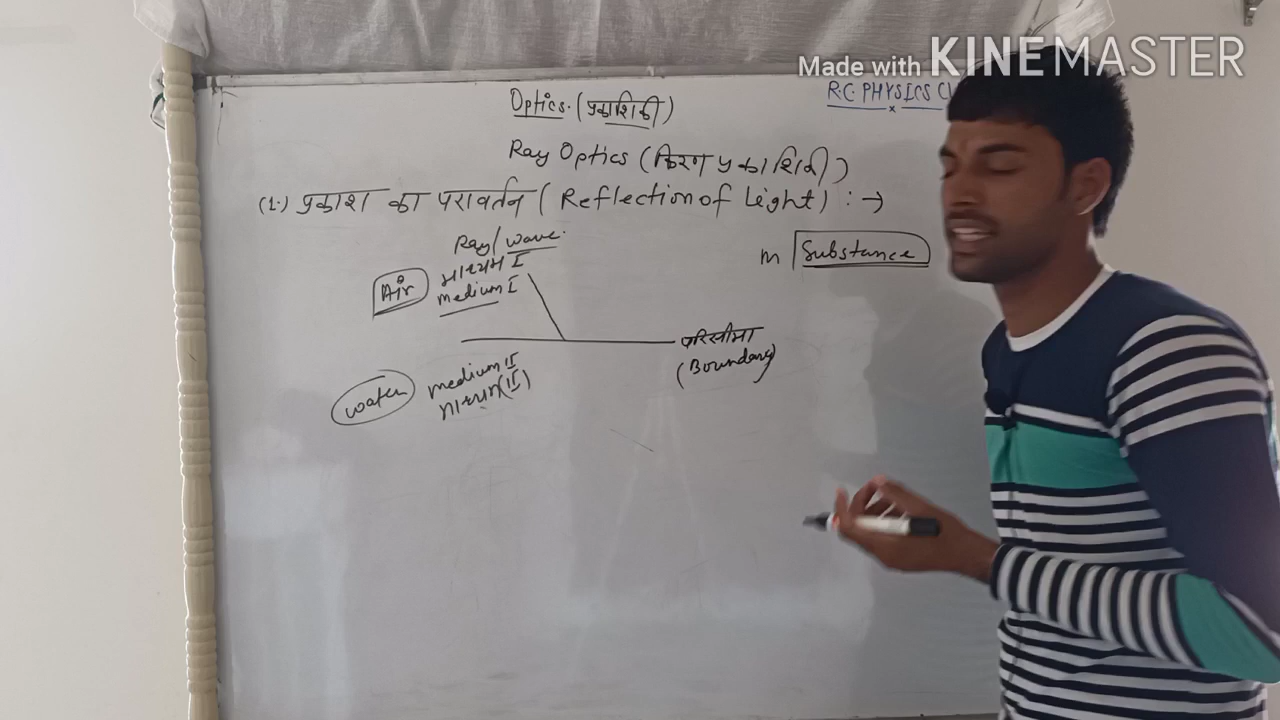 Made with KINEMASTER
RC PHYSICS CL
Optics. (प्रकाशिकी)
Ray Optics (किरण प्रकाशिकी)
(1.) प्रकाश का परावर्तन (Reflection of Light) : →
Ray/wave.
माध्यम I
Air
medium I
m Substance
परिसीमा
(Boundary)
water
medium II
माध्यम (II)